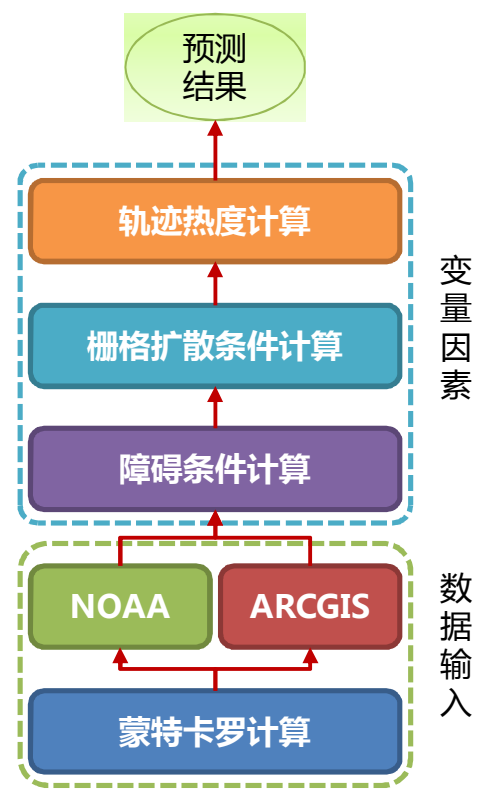 预测
结果
轨迹热度计算
栅格扩散条件计算
障碍条件计算
变量因素
NOAA
ARCGIS
蒙特卡罗计算
数据输入